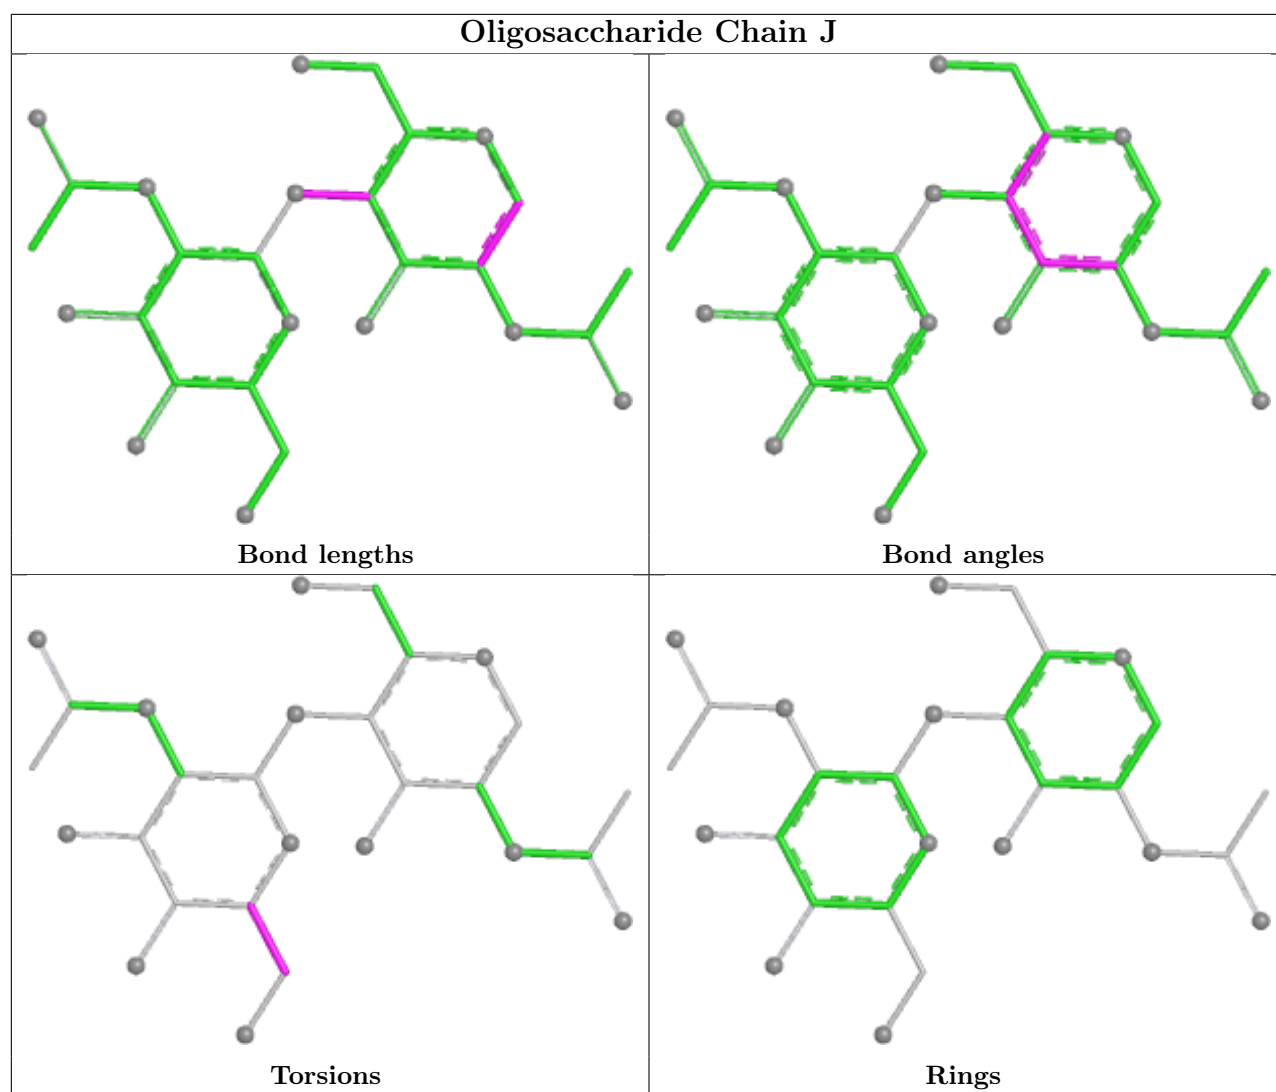 Oligosaccharide Chain J
Bond lengths
Bond angles
Torsions
Rings